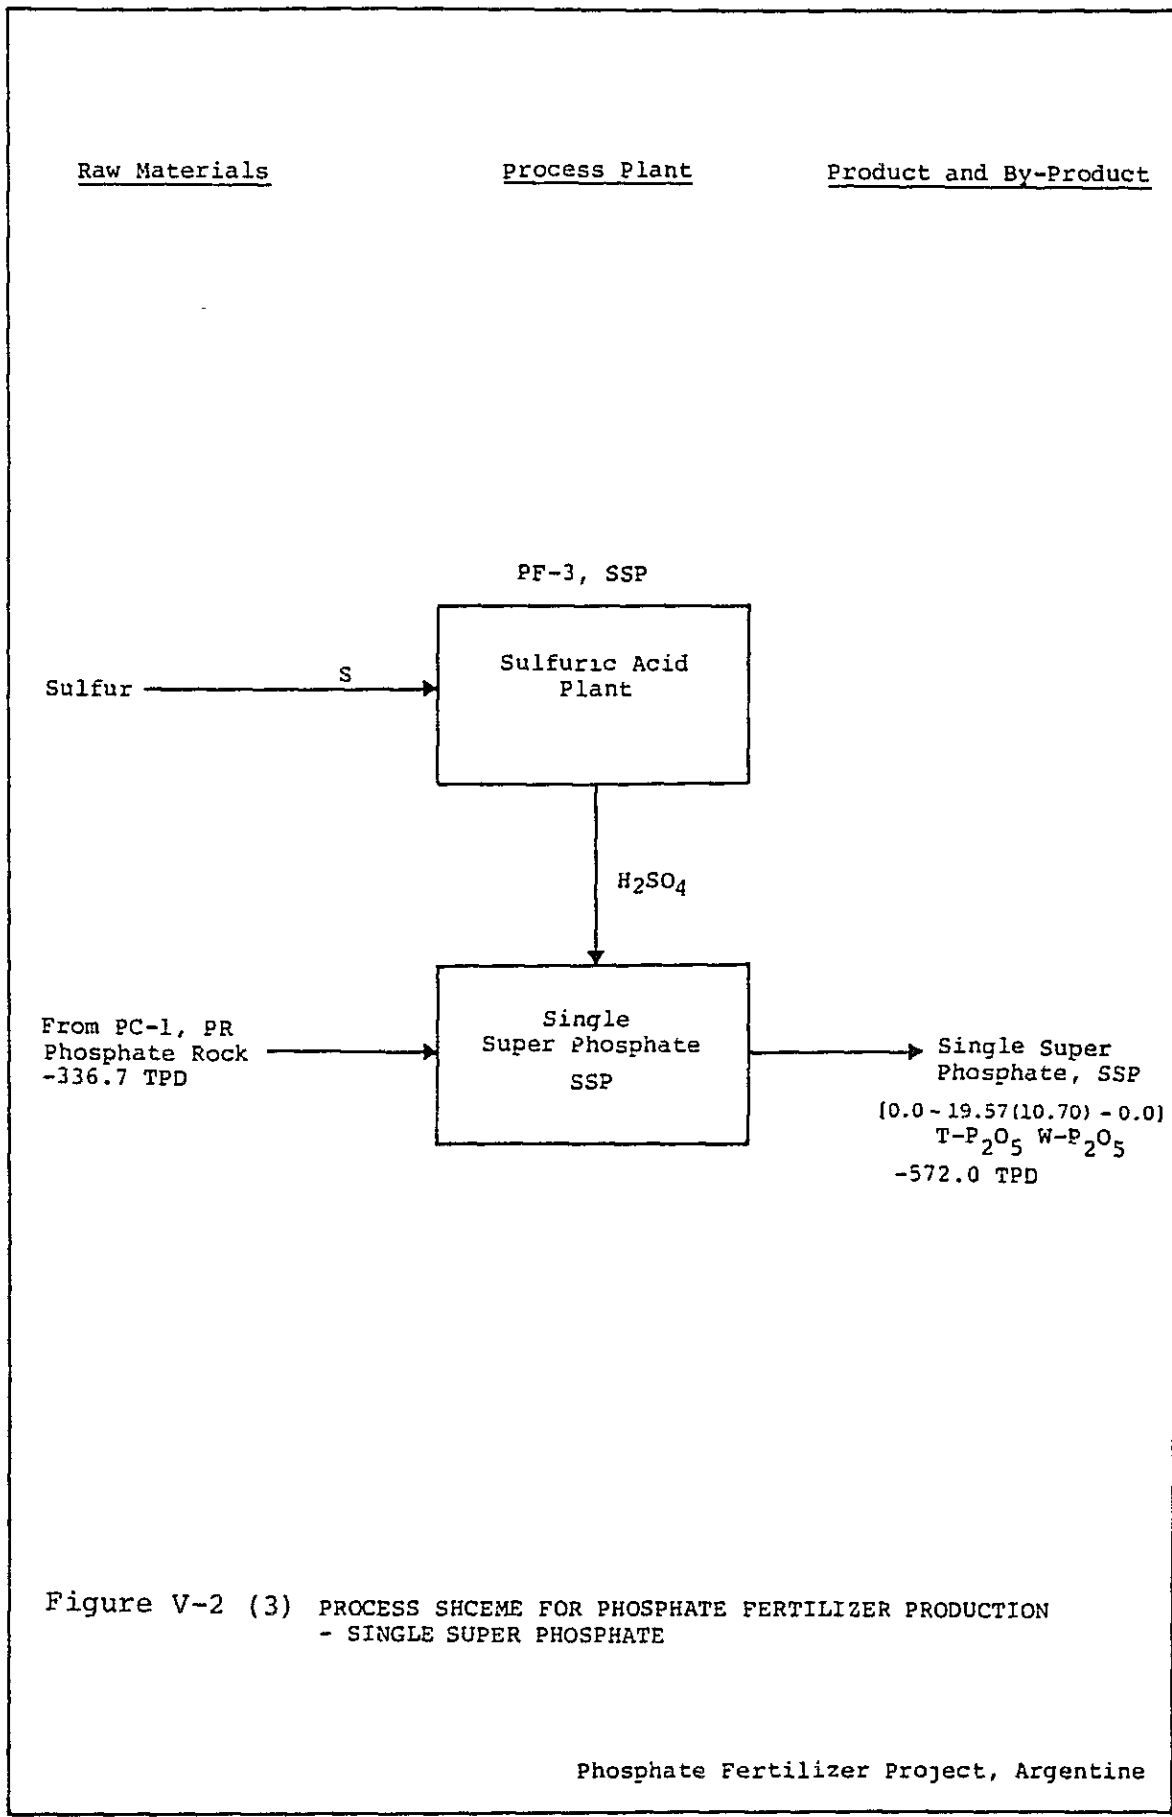 Raw Materials
Process Plant
Product and By-Product
PF-3, SSP
Sulfuric Acid
Plant
Sulfur
S
H2SO4
From PC-1, PR
Phosphate Rock
-336.7 TPD
Single
Super Phosphate
SSP
Single Super
Phosphate, SSP
[0.0 - 19.57(10.70) - 0.0]
T-P2O5 W-P2O5
-572.0 TPD
Figure V-2 (3) PROCESS SHCEME FOR PHOSPHATE FERTILIZER PRODUCTION
- SINGLE SUPER PHOSPHATE
Phosphate Fertilizer Project, Argentine